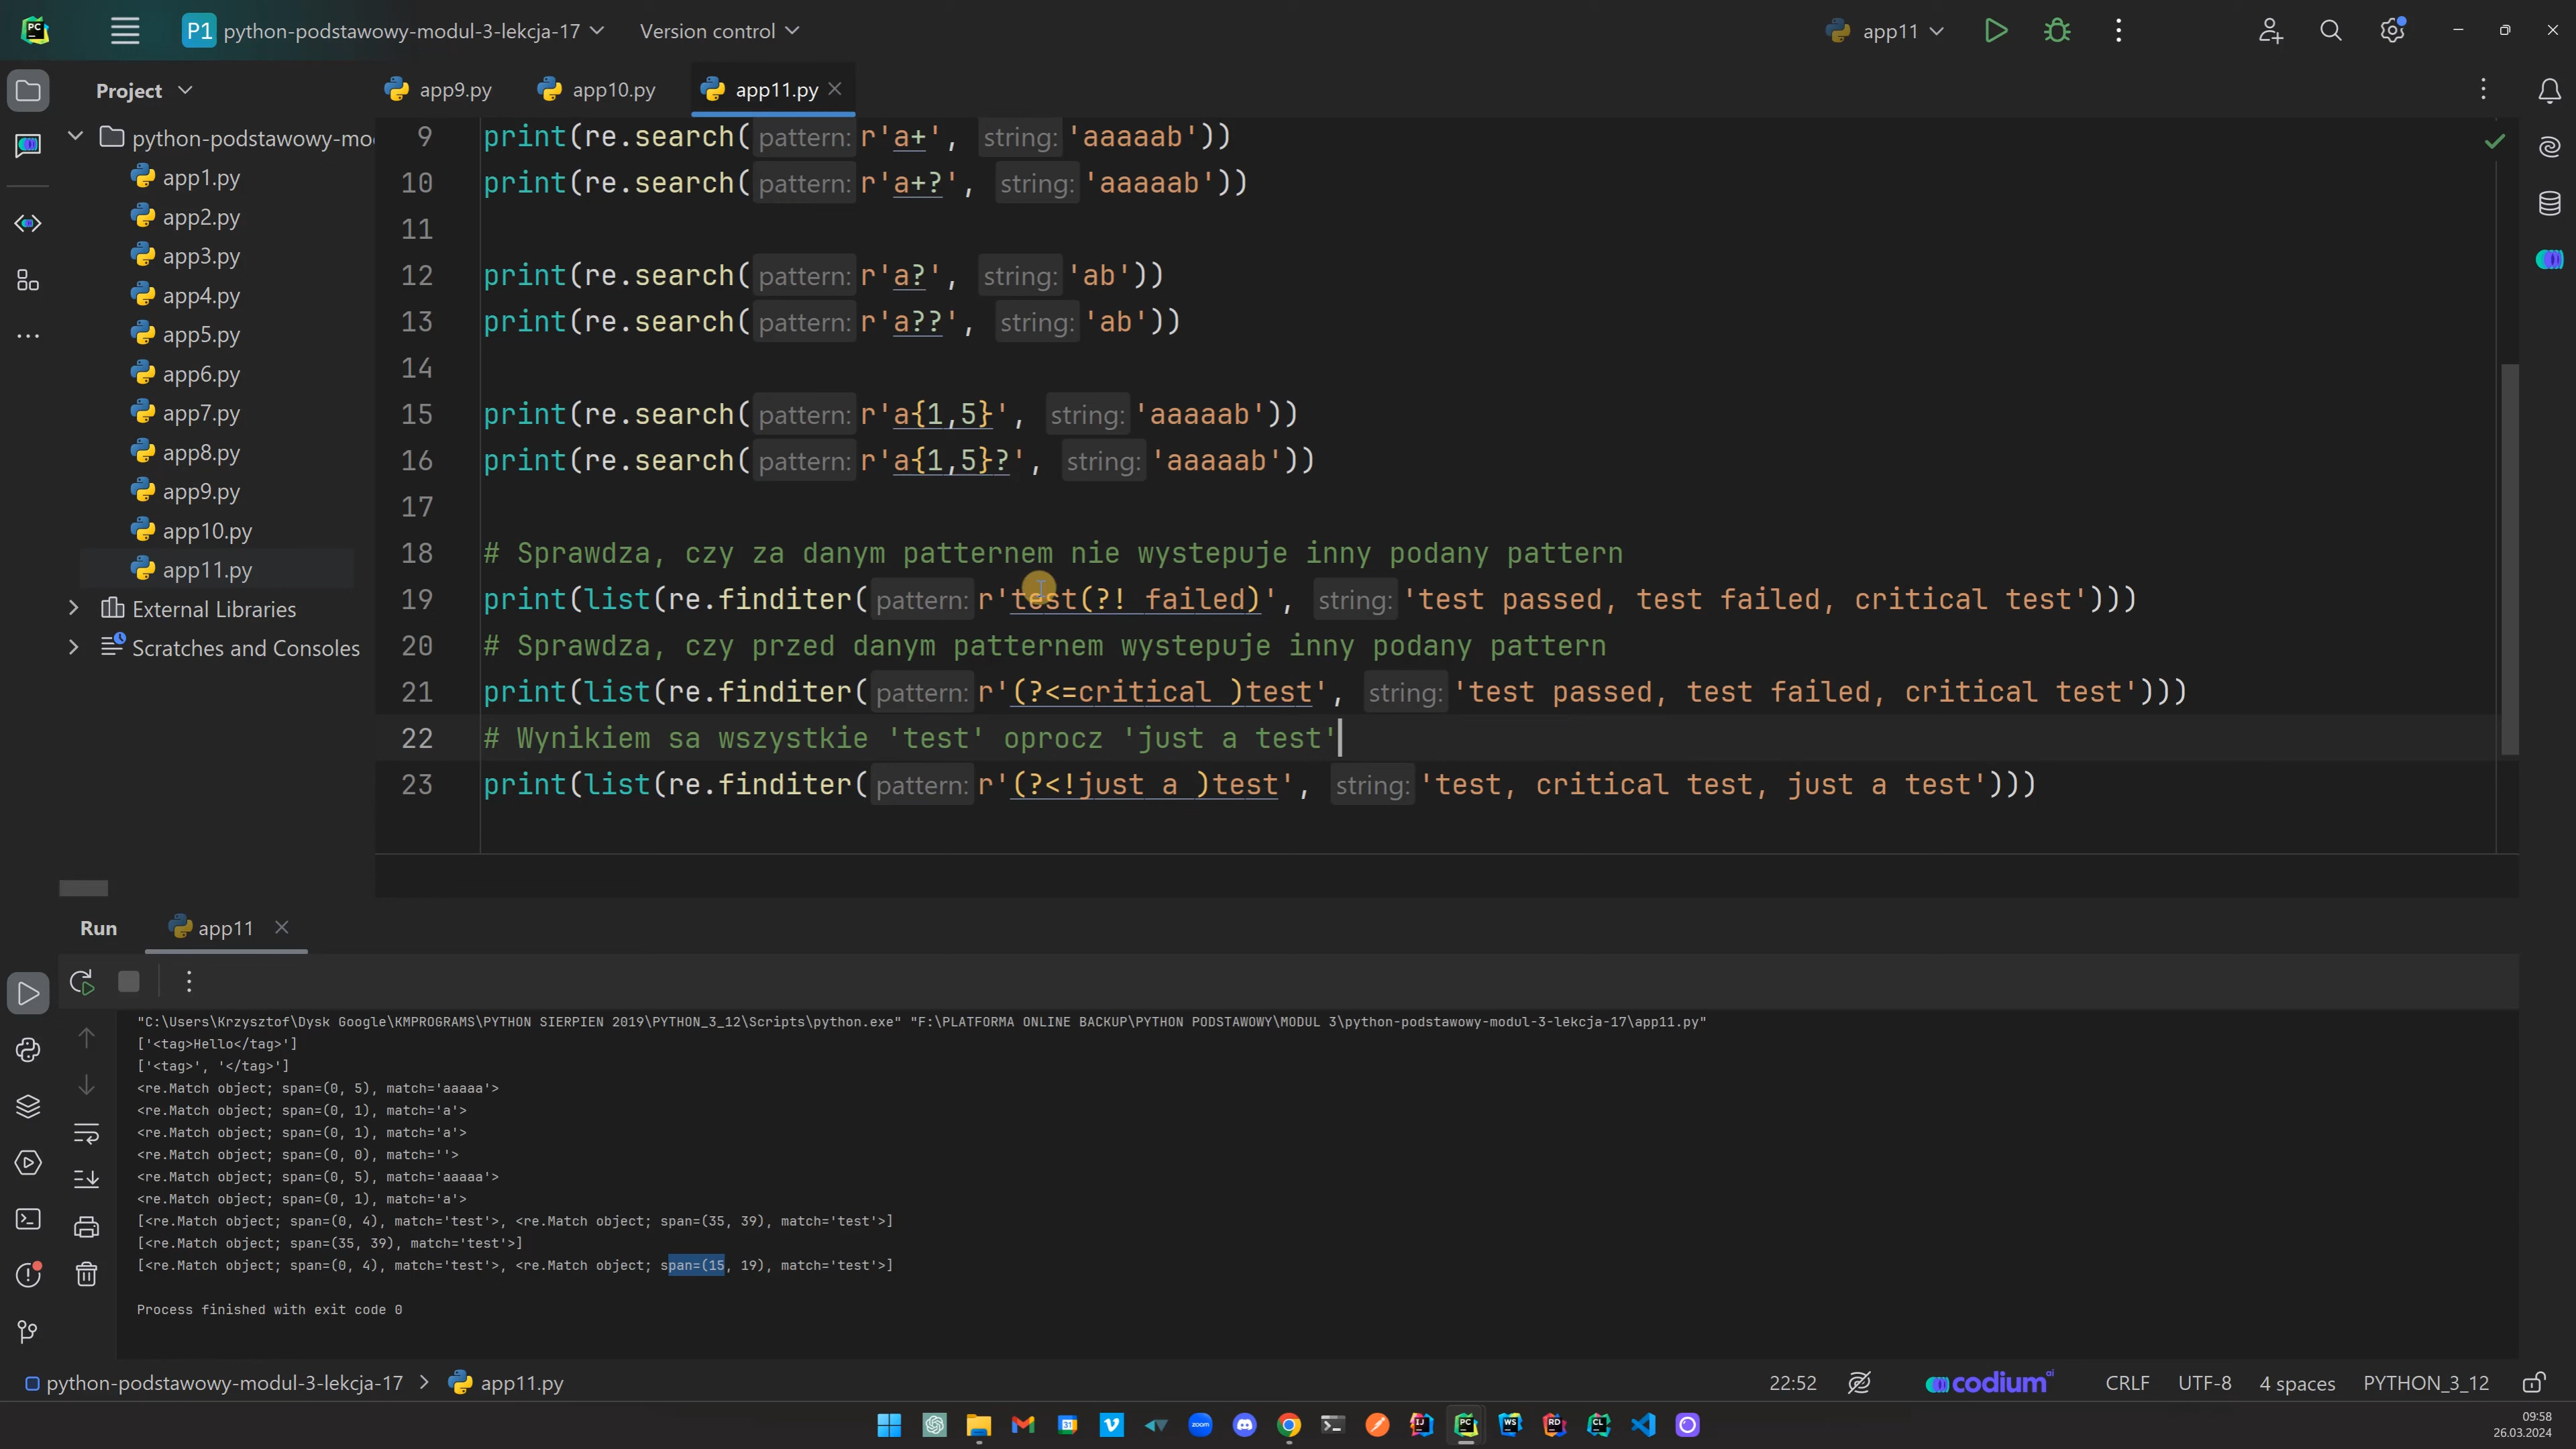 PC P1 python-podstawowy-modul-3-lekcja-17 Version control app11
Project app9.py app10.py app11.py
python-podstawowy-mo
app1.py
app2.py
app3.py
app4.py
app5.py
app6.py
app7.py
app8.py
app9.py
app10.py
app11.py
External Libraries
Scratches and Consoles
9 print(re.search( pattern: r'a+', string: 'aaaaab'))
10 print(re.search( pattern: r'a+?', string: 'aaaaab'))
11
12 print(re.search( pattern: r'a?', string: 'ab'))
13 print(re.search( pattern: r'a??', string: 'ab'))
14
15 print(re.search( pattern: r'a{1,5}', string: 'aaaaab'))
16 print(re.search( pattern: r'a{1,5}?', string: 'aaaaab'))
17
18 # Sprawdza, czy za danym patternem nie wystepuje inny podany pattern
19 print(list(re.finditer( pattern: r'test(?! failed)', string: 'test passed, test failed, critical test')))
20 # Sprawdza, czy przed danym patternem wystepuje inny podany pattern
21 print(list(re.finditer( pattern: r'(?<=critical )test', string: 'test passed, test failed, critical test')))
22 # Wynikiem sa wszystkie 'test' oprocz 'just a test'
23 print(list(re.finditer( pattern: r'(?<!just a )test', string: 'test, critical test, just a test')))
Run app11
"C:\Users\Krzysztof\Dysk Google\KMPROGRAMS\PYTHON SIERPIEN 2019\PYTHON_3_12\Scripts\python.exe" "F:\PLATFORMA ONLINE BACKUP\PYTHON PODSTAWOWY\MODUL 3\python-podstawowy-modul-3-lekcja-17\app11.py"
['<tag>Hello</tag>']
['<tag>', '</tag>']
<re.Match object; span=(0, 5), match='aaaaa'>
<re.Match object; span=(0, 1), match='a'>
<re.Match object; span=(0, 1), match='a'>
<re.Match object; span=(0, 0), match=''>
<re.Match object; span=(0, 5), match='aaaaa'>
<re.Match object; span=(0, 1), match='a'>
[<re.Match object; span=(0, 4), match='test'>, <re.Match object; span=(35, 39), match='test'>]
[<re.Match object; span=(35, 39), match='test'>]
[<re.Match object; span=(0, 4), match='test'>, <re.Match object; span=(15, 19), match='test'>]
Process finished with exit code 0
python-podstawowy-modul-3-lekcja-17 > app11.py 22:52 codium ai CRLF UTF-8 4 spaces PYTHON_3_12
31 zoom IJ PC WS RD CL
09:58
26.03.2024